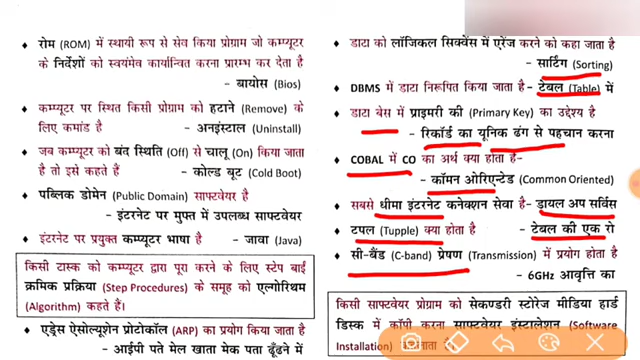 ♦ रोम (ROM) में स्थायी रूप से सेव किया प्रोग्राम जो कम्प्यूटर
के निर्देशों को स्वयंमेव कार्यान्वित करना प्रारम्भ कर देता है
– बायोस (Bios)
♦ कम्प्यूटर पर स्थित किसी प्रोग्राम को हटाने (Remove) के
लिए कमांड है – अनइंस्टाल (Uninstall)
♦ जब कम्प्यूटर को बंद स्थिति (Off) से चालू (On) किया जाता
है तो इसे कहते हैं – कोल्ड बूट (Cold Boot)
♦ पब्लिक डोमेन (Public Domain) साफ्टवेयर है
– इंटरनेट पर मुफ्त में उपलब्ध साफ्टवेयर
♦ इंटरनेट पर प्रयुक्त कम्प्यूटर भाषा है – जावा (Java)
किसी टास्क को कम्प्यूटर द्वारा पूरा करने के लिए स्टेप बाई
क्रमिक प्रक्रिया (Step Procedures) के समूह को एल्गोरिथम
(Algorithm) कहते हैं।
♦ एड्रेस ऐसोल्यूशेन प्रोटोकॉल (ARP) का प्रयोग किया जाता है
– आईपी पते मेल खाता मेक पता ढूँढने में
♦ डाटा को लॉजिकल सिक्वेंस में एरेंज करने को कहा जाता है
– सार्टिंग (Sorting)
♦ DBMS में डाटा निरूपित किया जाता है – टेबल (Table) में
♦ डाटा बेस में प्राइमरी की (Primary Key) का उद्देश्य है
– रिकॉर्ड का यूनिक ढंग से पहचान करना
♦ COBAL में CO का अर्थ क्या होता है–
– कॉमन ओरिएन्टेड (Common Oriented)
♦ सबसे धीमा इंटरनेट कनेक्शन सेवा है– डायल अप सर्विस
♦ टपल (Tupple) क्या होता है – टेबल की एक रो
♦ सी-बैंड (C-band) प्रेषण (Transmission) में प्रयोग होता है
– 6GHz आवृत्ति का
किसी साफ्टवेयर प्रोग्राम को सेकण्डरी स्टोरेज मीडिया हार्ड
डिस्क में कॉपी करना साफ्टवेयर इंस्टालेशन (Software
Installation)